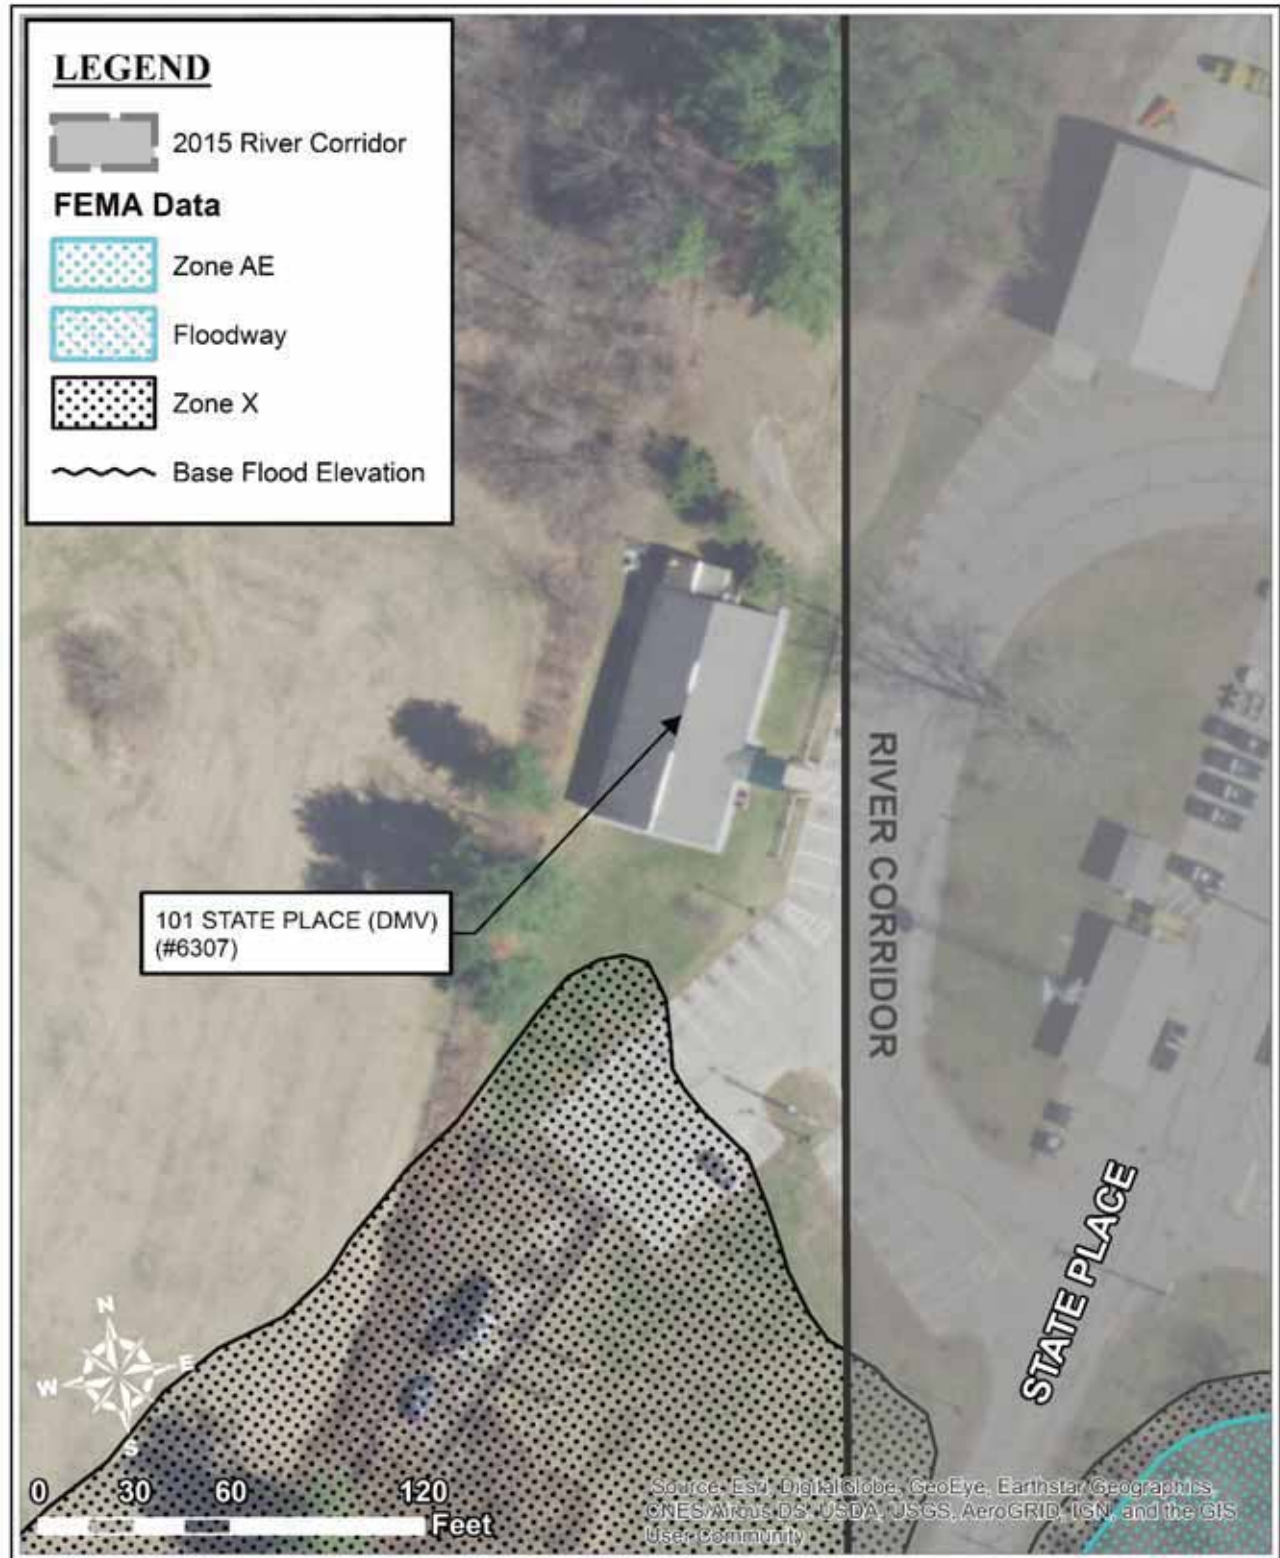 LEGEND
2015 River Corridor
FEMA Data
Zone AE
Floodway
Zone X
Base Flood Elevation
101 STATE PLACE (DMV)
(#6307)
RIVER CORRIDOR
STATE PLACE
N
W
E
S
0
30
60
120
Feet
Source: Esri, DigitalGlobe, GeoEye, Earthstar Geographics,
CNES/Airbus DS, USDA, USGS, AeroGRID, IGN, and the GIS
User Community